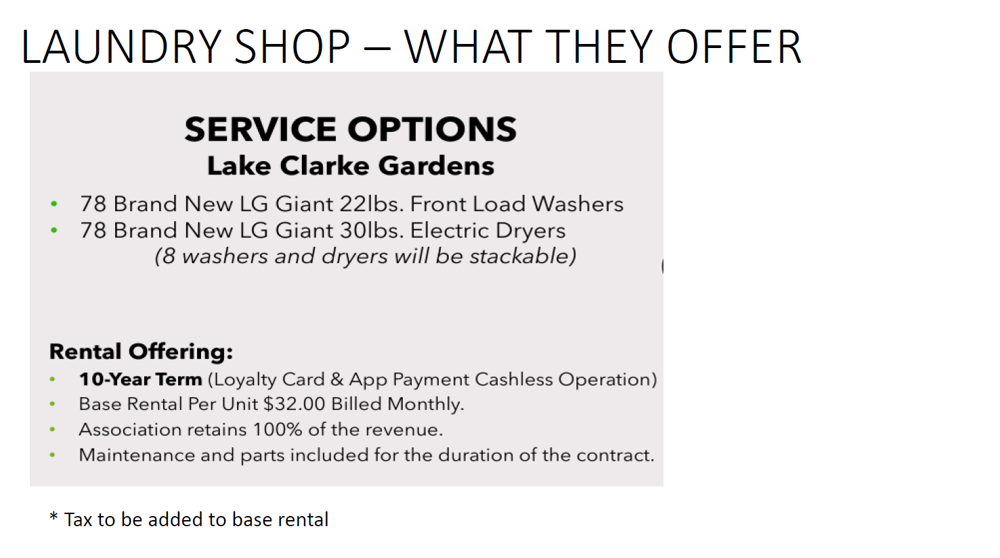 LAUNDRY SHOP – WHAT THEY OFFER
SERVICE OPTIONS
Lake Clarke Gardens
• 78 Brand New LG Giant 22lbs. Front Load Washers
• 78 Brand New LG Giant 30lbs. Electric Dryers
(8 washers and dryers will be stackable)
Rental Offering:
• 10-Year Term (Loyalty Card & App Payment Cashless Operation)
• Base Rental Per Unit $32.00 Billed Monthly.
• Association retains 100% of the revenue.
• Maintenance and parts included for the duration of the contract.
* Tax to be added to base rental